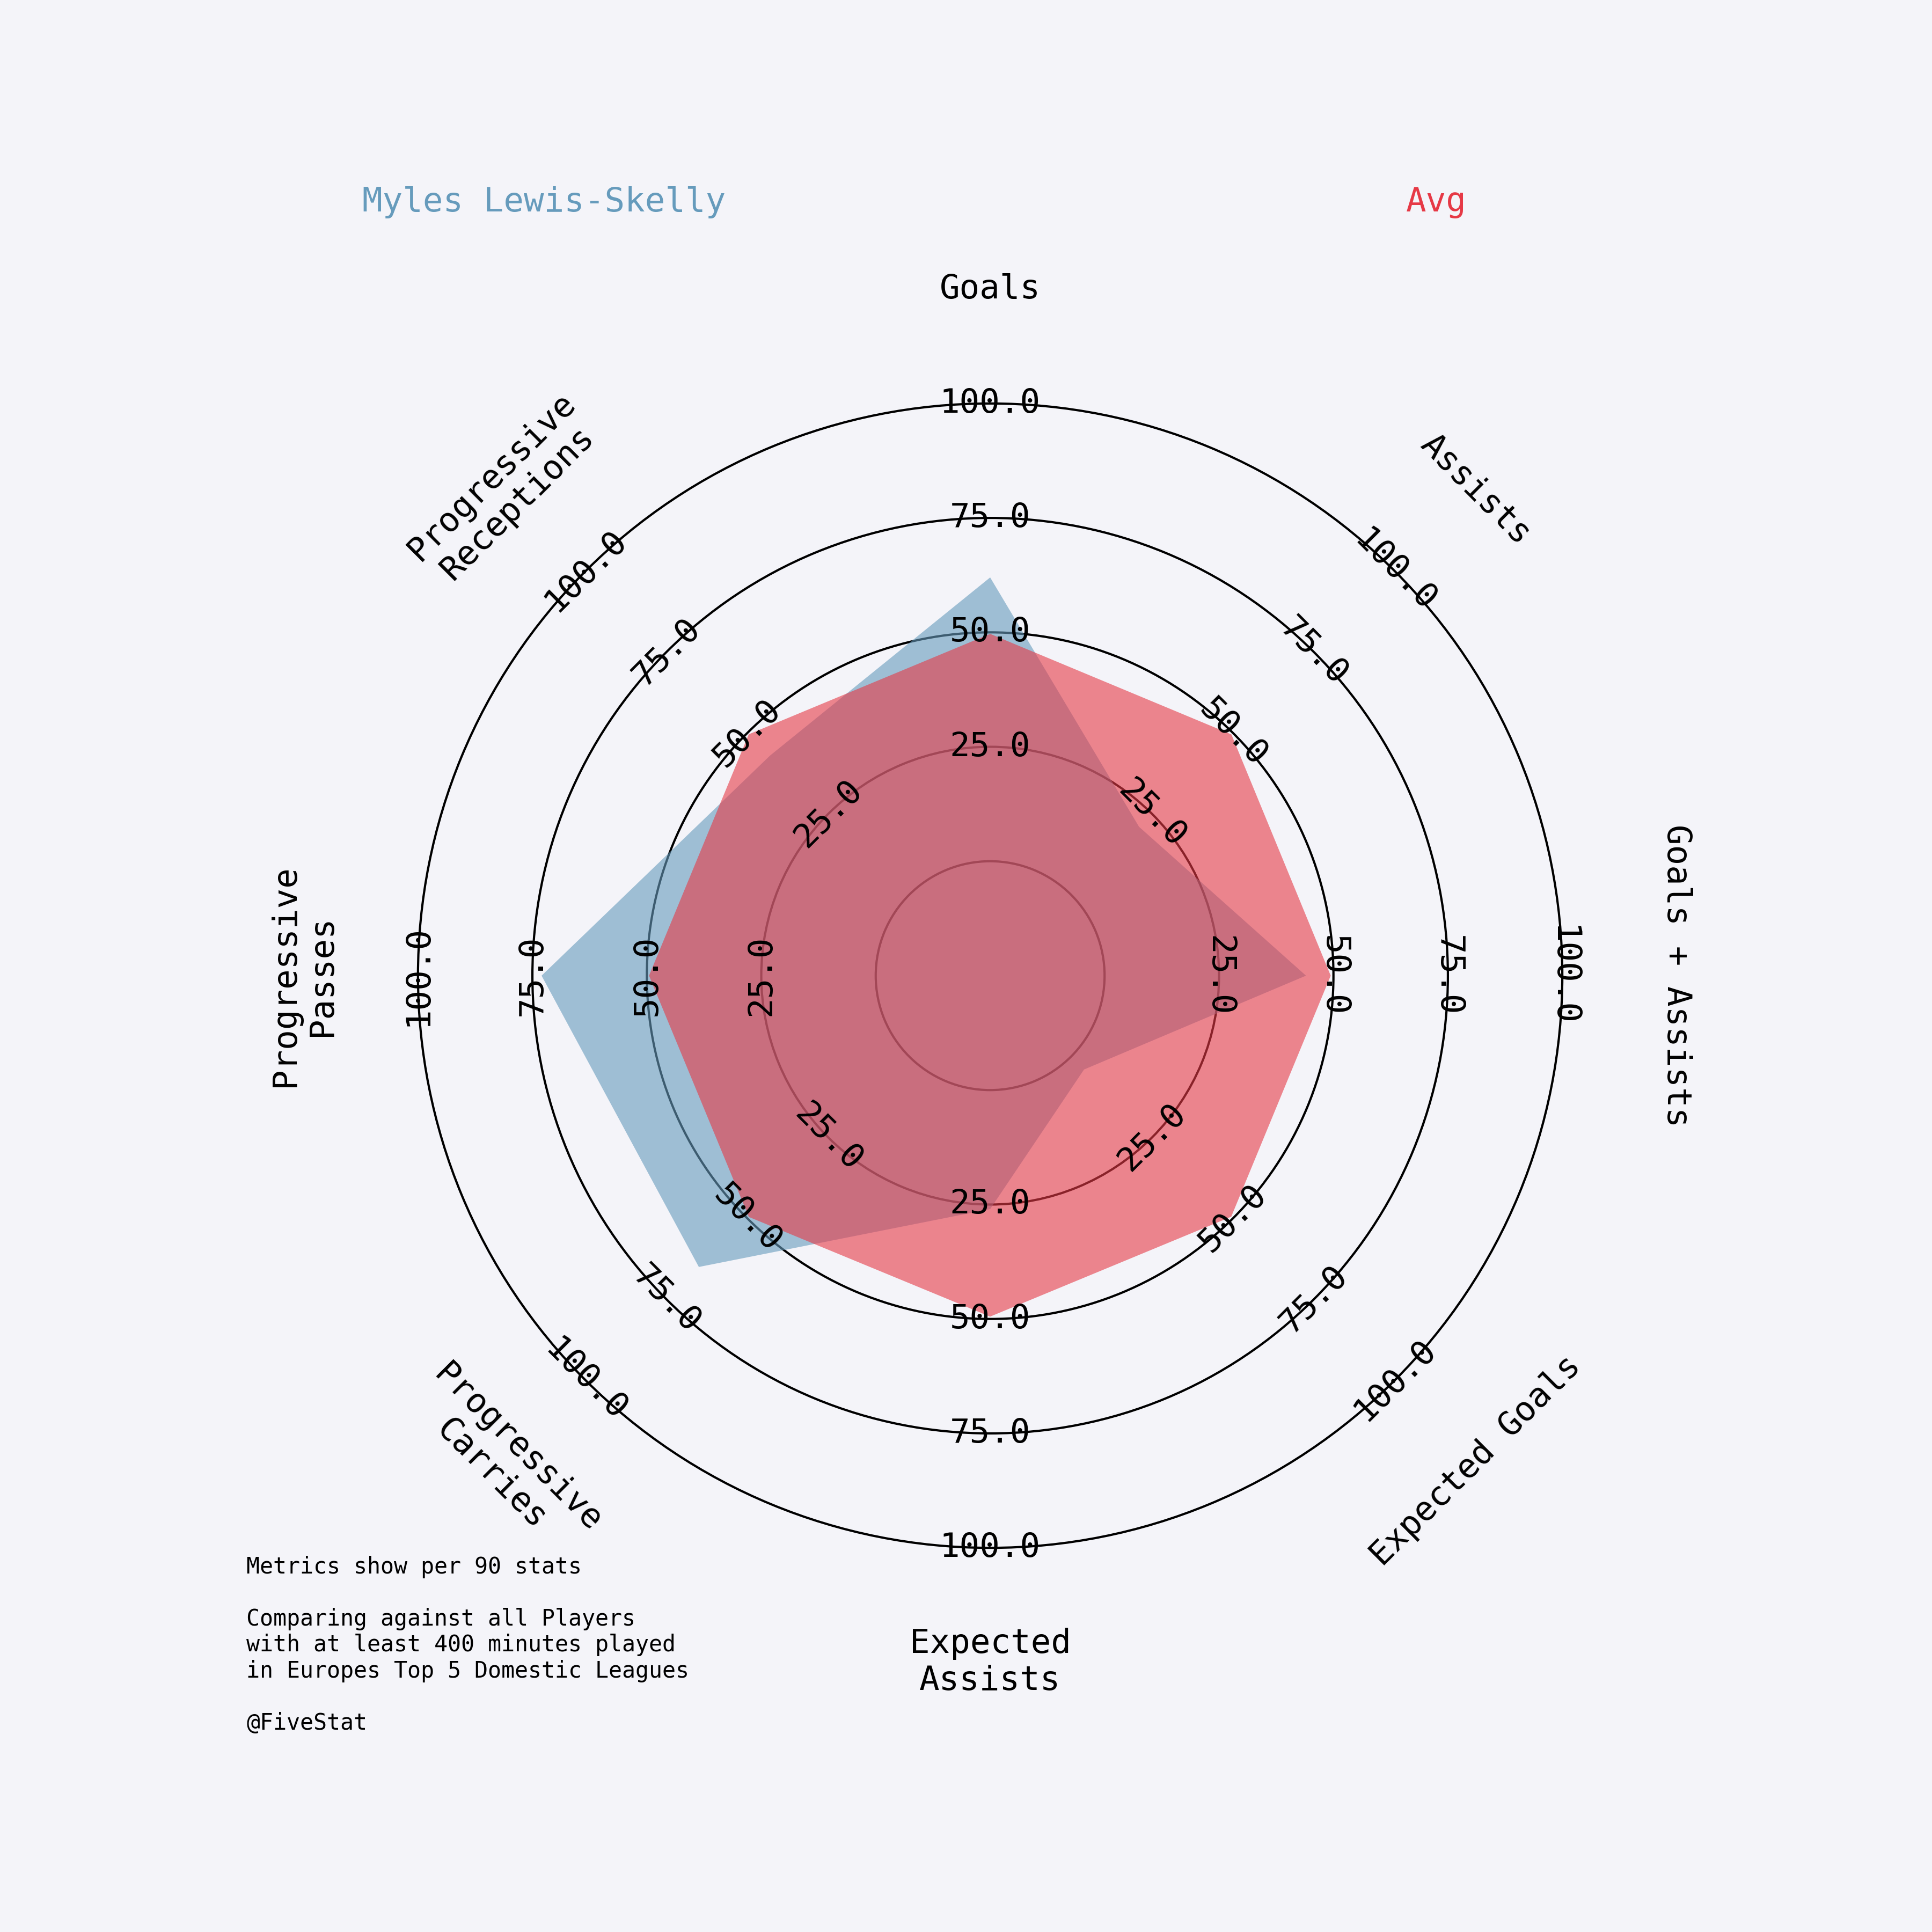 Myles Lewis-Skelly
Avg
Goals
Assists
Goals + Assists
Expected Goals
Expected
Assists
Progressive
Carries
Progressive
Passes
Progressive
Receptions
25.0
50.0
75.0
100.0
25.0
50.0
75.0
100.0
25.0
50.0
75.0
100.0
25.0
50.0
75.0
100.0
25.0
50.0
75.0
100.0
25.0
50.0
75.0
100.0
25.0
50.0
75.0
100.0
25.0
50.0
75.0
100.0
Metrics show per 90 stats
Comparing against all Players
with at least 400 minutes played
in Europes Top 5 Domestic Leagues
@FiveStat